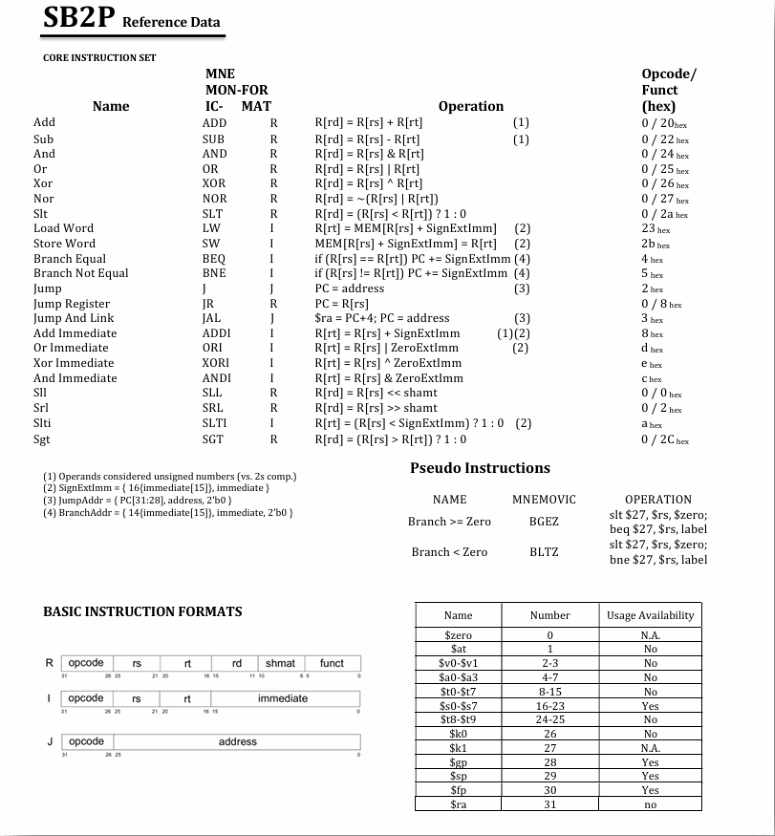 SB2P Reference Data
CORE INSTRUCTION SET
MNE
MON-FOR
Name IC- MAT Operation
Opcode/
Funct
(hex)
Add ADD R R[rd] = R[rs] + R[rt] (1) 0 / 20hex
Sub SUB R R[rd] = R[rs] - R[rt] (1) 0 / 22 hex
And AND R R[rd] = R[rs] & R[rt] 0 / 24 hex
Or OR R R[rd] = R[rs] | R[rt] 0 / 25 hex
Xor XOR R R[rd] = R[rs] ^ R[rt] 0 / 26 hex
Nor NOR R R[rd] = ~(R[rs] | R[rt]) 0 / 27 hex
Slt SLT R R[rd] = (R[rs] < R[rt]) ? 1 : 0 0 / 2a hex
Load Word LW I R[rt] = MEM[R[rs] + SignExtImm] (2) 23 hex
Store Word SW I MEM[R[rs] + SignExtImm] = R[rt] (2) 2b hex
Branch Equal BEQ I if (R[rs] == R[rt]) PC += SignExtImm (4) 4 hex
Branch Not Equal BNE I if (R[rs] != R[rt]) PC += SignExtImm (4) 5 hex
Jump J J PC = address (3) 2 hex
Jump Register JR R PC = R[rs] 0 / 8 hex
Jump And Link JAL J $ra = PC+4; PC = address (3) 3 hex
Add Immediate ADDI I R[rt] = R[rs] + SignExtImm (1)(2) 8 hex
Or Immediate ORI I R[rt] = R[rs] | ZeroExtImm (2) d hex
Xor Immediate XORI I R[rt] = R[rs] ^ ZeroExtImm e hex
And Immediate ANDI I R[rt] = R[rs] & ZeroExtImm c hex
Sll SLL R R[rd] = R[rs] << shamt 0 / 0 hex
Srl SRL R R[rd] = R[rs] >> shamt 0 / 2 hex
Slti SLTI I R[rt] = (R[rs] < SignExtImm) ? 1 : 0 (2) a hex
Sgt SGT R R[rd] = (R[rs] > R[rt]) ? 1 : 0 0 / 2C hex
(1) Operands considered unsigned numbers (vs. 2s comp.)
(2) SignExtImm = { 16{immediate[15]}, immediate }
(3) JumpAddr = { PC[31:28], address, 2'b0 }
(4) BranchAddr = { 14{immediate[15]}, immediate, 2'b0 }
Pseudo Instructions
NAME MNEMOVIC OPERATION
Branch >= Zero BGEZ slt $27, $rs, $zero;
beq $27, $rs, label
Branch < Zero BLTZ slt $27, $rs, $zero;
bne $27, $rs, label
BASIC INSTRUCTION FORMATS
R opcode rs rt rd shmat funct
31 26 25 21 20 16 15 11 10 6 5 0
I opcode rs rt immediate
31 26 25 21 20 16 15 0
J opcode address
31 26 25 0
Name Number Usage Availability
$zero 0 N.A.
$at 1 No
$v0-$v1 2-3 No
$a0-$a3 4-7 No
$t0-$t7 8-15 No
$s0-$s7 16-23 Yes
$t8-$t9 24-25 No
$k0 26 No
$k1 27 N.A.
$gp 28 Yes
$sp 29 Yes
$fp 30 Yes
$ra 31 no